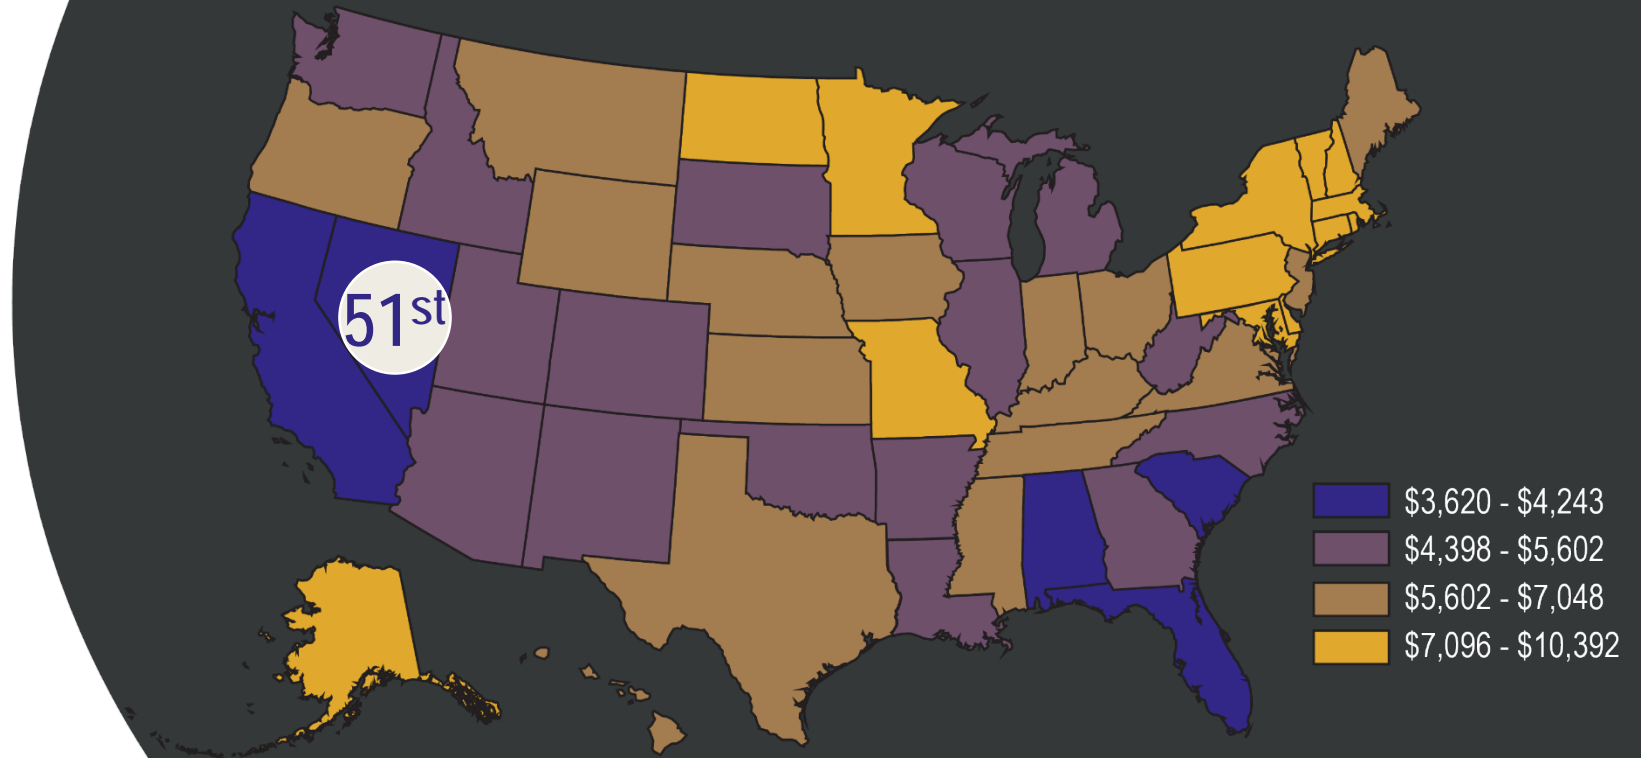 51st
$3,620 - $4,243
$4,398 - $5,602
$5,602 - $7,048
$7,096 - $10,392